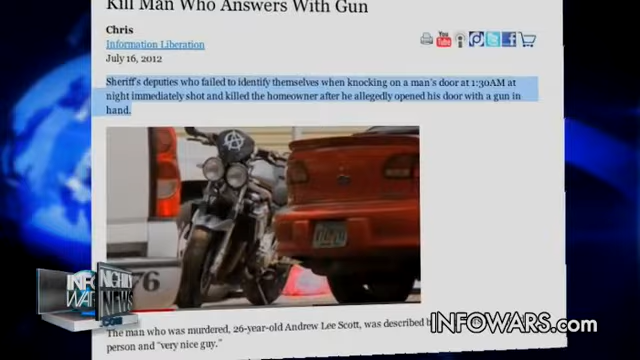 Kill Man Who Answers With Gun
Chris
Information Liberation
July 16, 2012
Sheriff's deputies who failed to identify themselves when knocking on a man's door at 1:30AM at
night immediately shot and killed the homeowner after he allegedly opened his door with a gun in
hand.
76
INFO
WARS
NIGHTLY
NEWS
.COM
INFOWARS.com
The man who was murdered, 26-year-old Andrew Lee Scott, was described
person and "very nice guy."